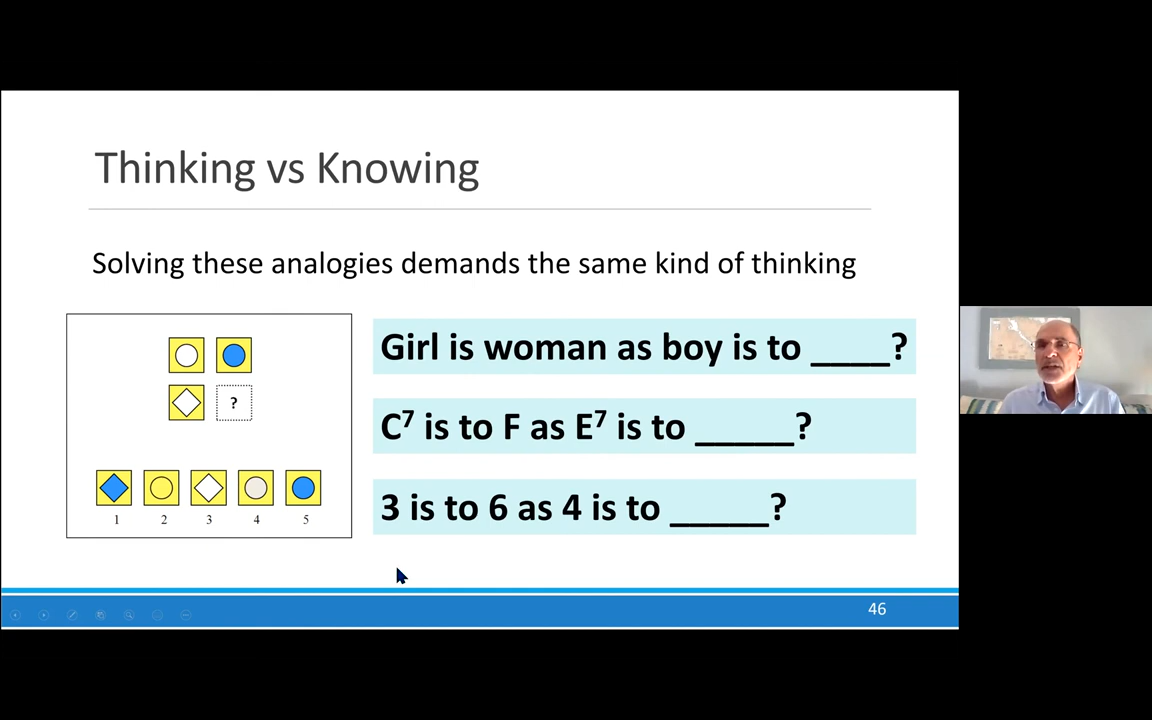 Thinking vs Knowing
Solving these analogies demands the same kind of thinking
?
1 2 3 4 5
Girl is woman as boy is to ____?
C⁷ is to F as E⁷ is to _____?
3 is to 6 as 4 is to _____?
46